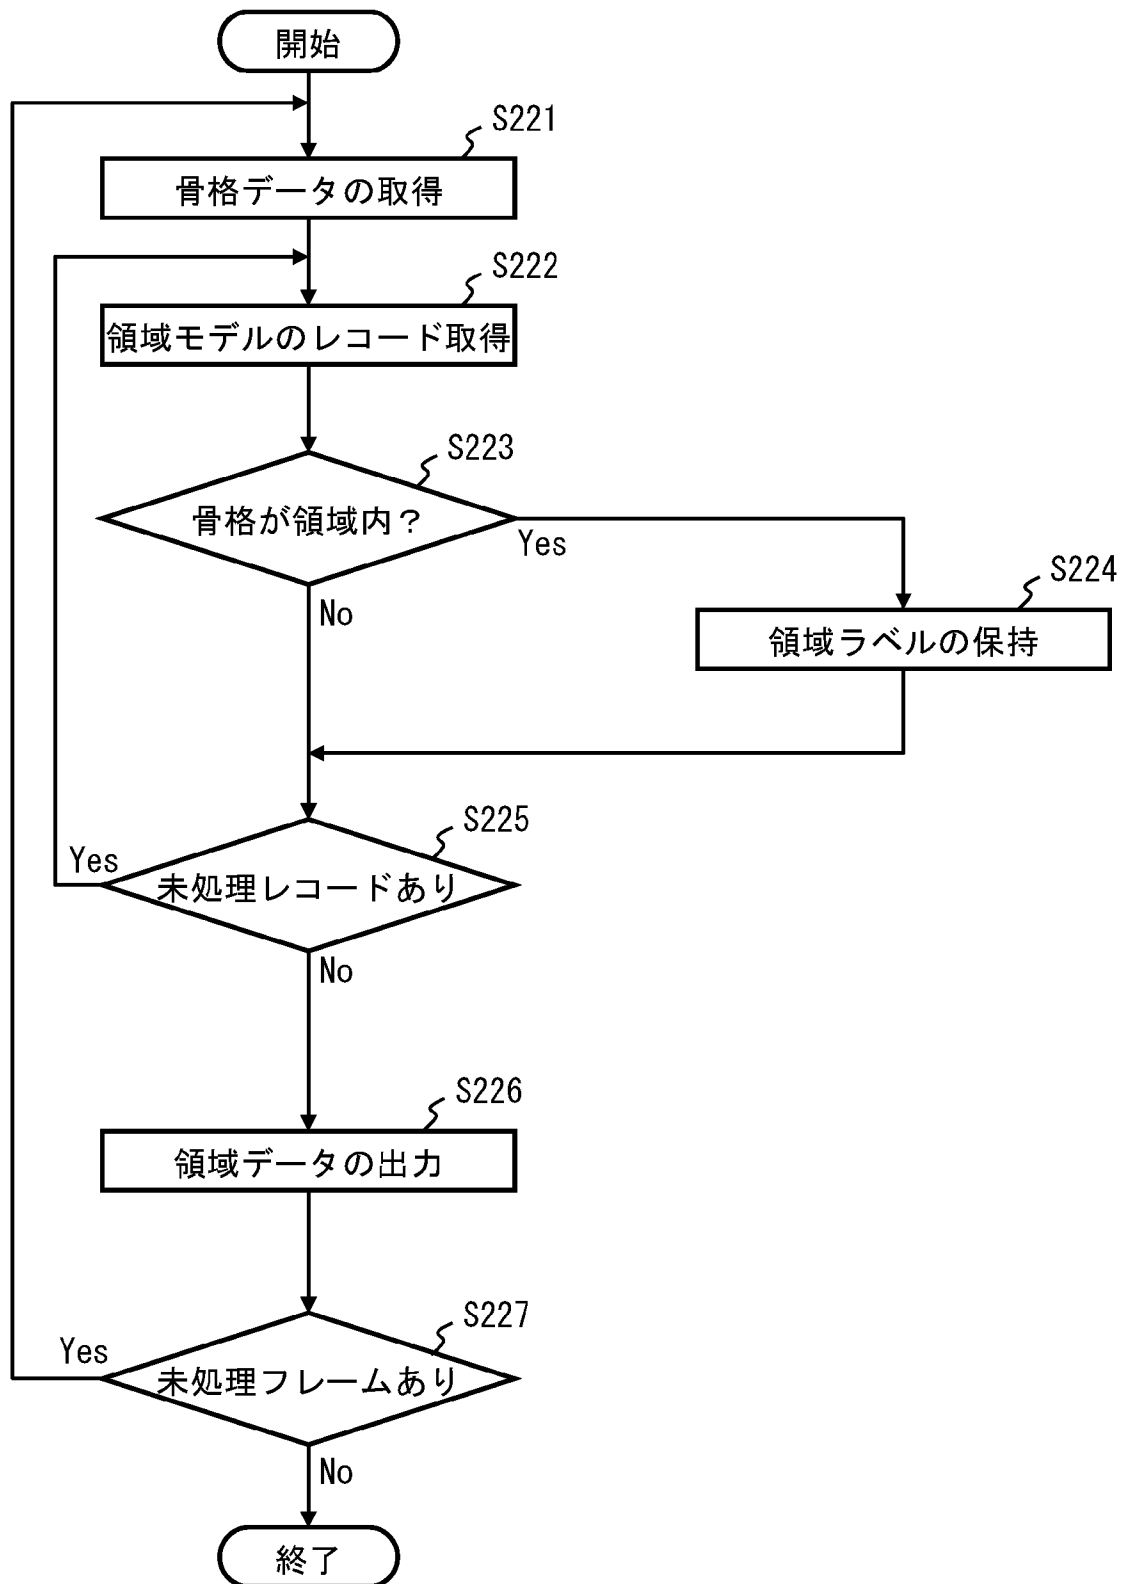 開始
S221
骨格データの取得
S222
領域モデルのレコード取得
S223
骨格が領域内？
Yes
No
S224
領域ラベルの保持
S225
未処理レコードあり
Yes
No
S226
領域データの出力
S227
未処理フレームあり
Yes
No
終了